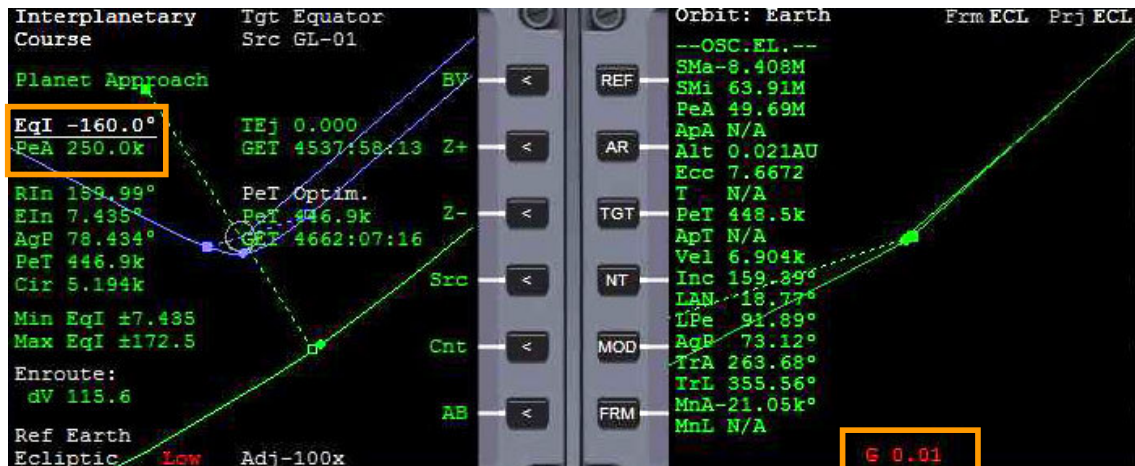 Interplanetary Tgt Equator
Course Src GL-01
Planet Approach
EqI -160.0° TEj 0.000
PeA 250.0k GET 4537:58:13
RIn 159.99° PeT Optim.
EIn 7.435° PeT 446.9k
AgP 78.434° GET 4662:07:16
PeT 446.9k
Cir 5.194k
Min EqI ±7.435
Max EqI ±172.5
Enroute:
dV 115.6
Ref Earth
Ecliptic Low Adj-100x
BV <
Z+ <
Z- <
Src <
Cnt <
AB <
REF
AR
TGT
NT
MOD
FRM
Orbit: Earth Frm ECL Prj ECL
--OSC.EL.--
SMa-8.408M
SMi 63.91M
PeA 49.69M
ApA N/A
Alt 0.021AU
Ecc 7.6672
T N/A
PeT 448.5k
ApT N/A
Vel 6.904k
Inc 159.39°
LAN 18.77°
LPe 91.89°
AgP 73.12°
TrA 263.68°
TrL 355.56°
MnA-21.05k°
MnL N/A
G 0.01